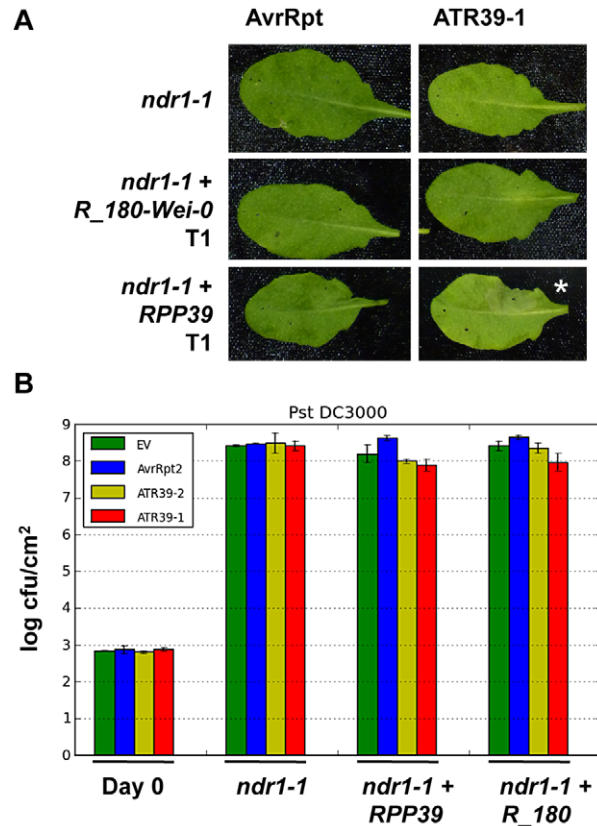 A
AvrRpt
ATR39-1
ndr1-1
ndr1-1 +
R_180-Wei-0
T1
ndr1-1 +
RPP39
T1
*
B
Pst DC3000
9
8
7
6
5
4
3
2
1
0
log cfu/cm²
EV
AvrRpt2
ATR39-2
ATR39-1
Day 0
ndr1-1
ndr1-1 +
RPP39
ndr1-1 +
R_180